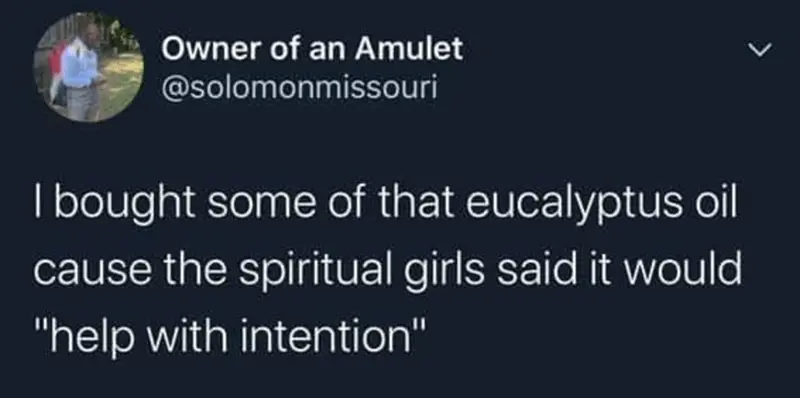 Owner of an Amulet
@solomonmissouri
I bought some of that eucalyptus oil
cause the spiritual girls said it would
"help with intention"